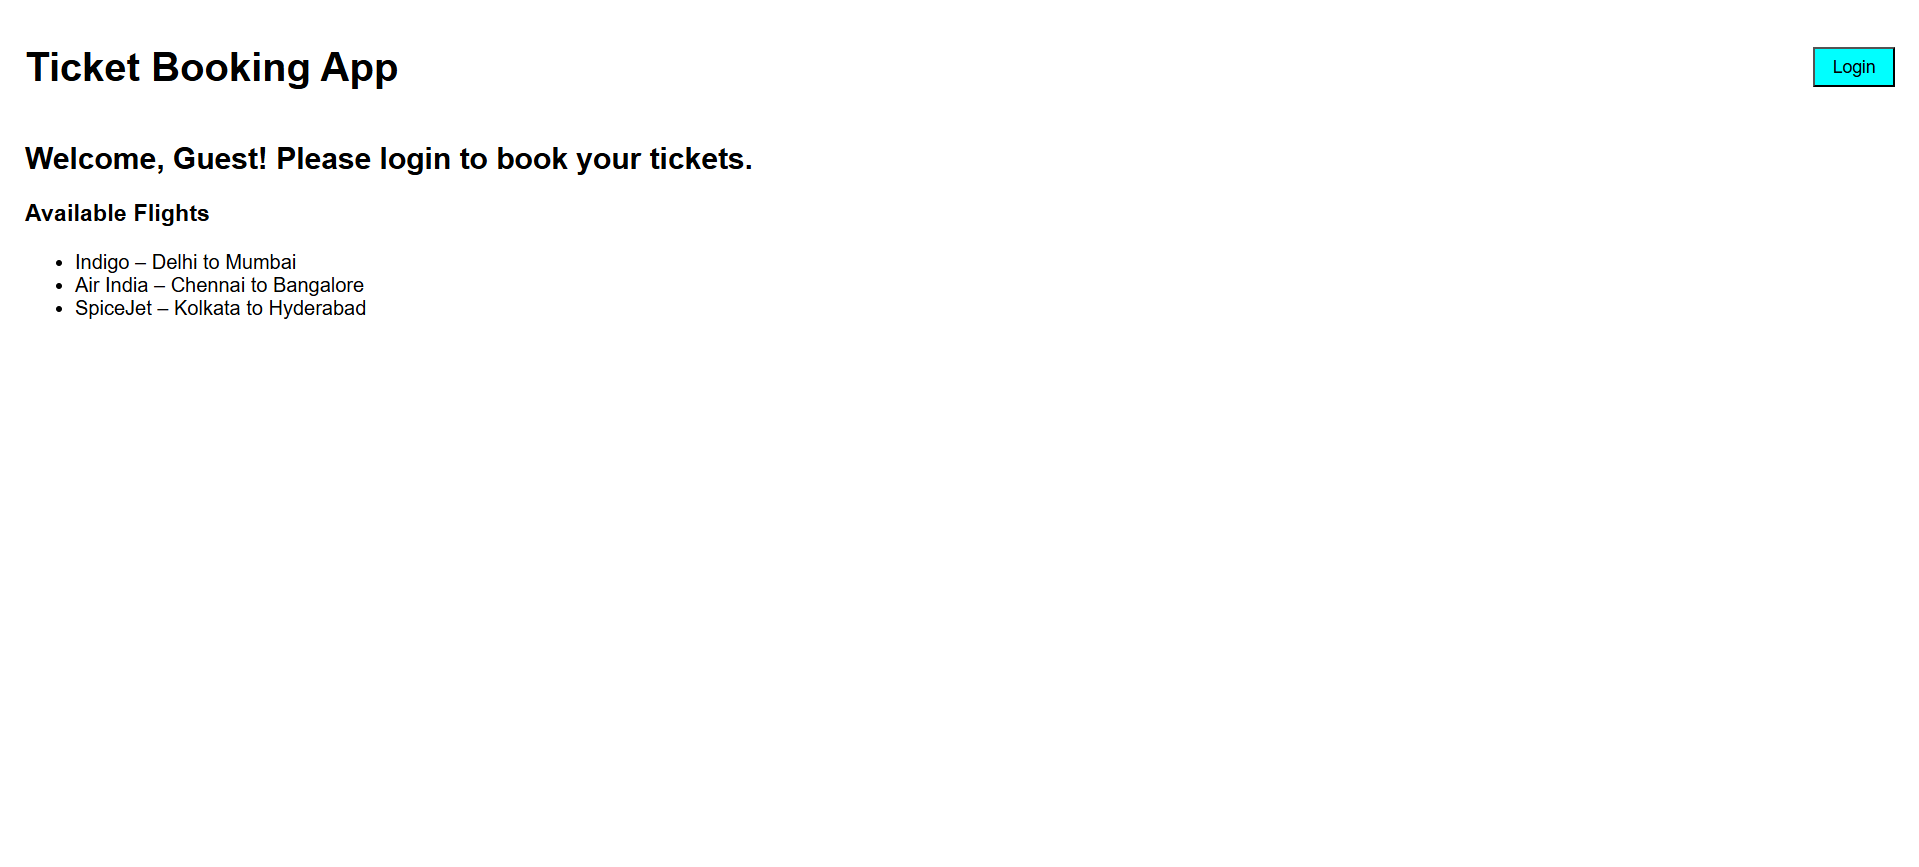 Ticket Booking App
Login
Welcome, Guest! Please login to book your tickets.
Available Flights
• Indigo – Delhi to Mumbai
• Air India – Chennai to Bangalore
• SpiceJet – Kolkata to Hyderabad